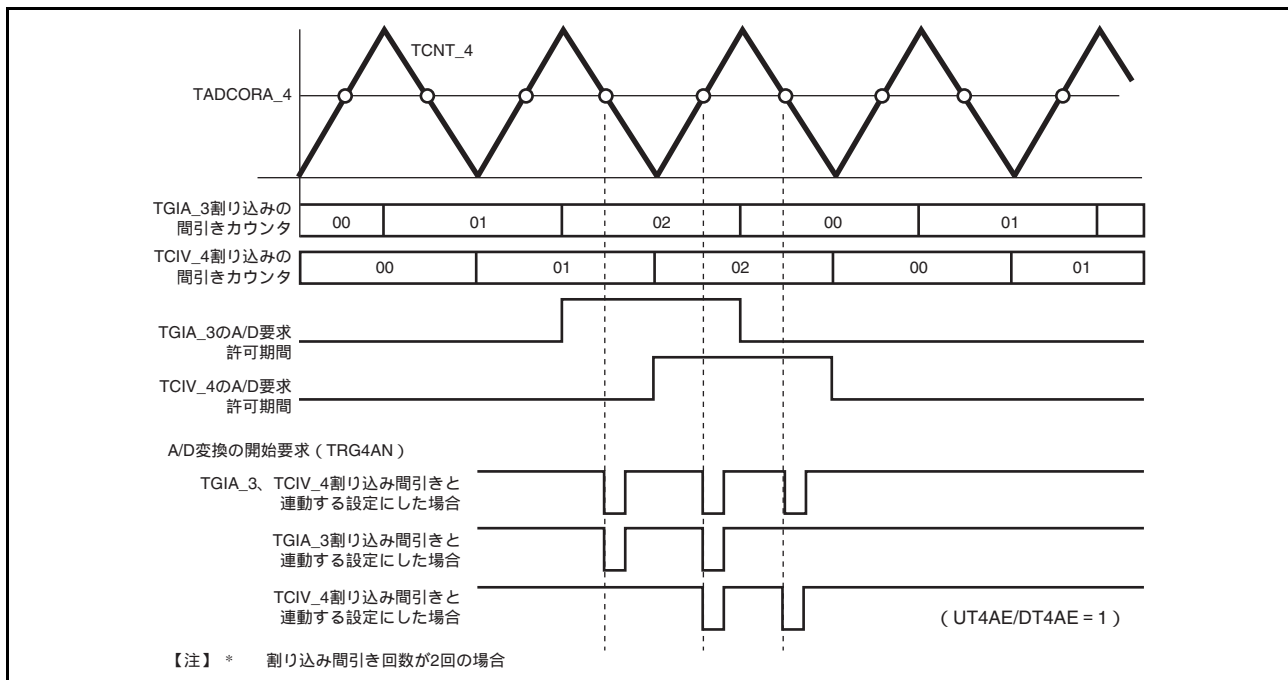 TCNT_4
TADCORA_4
TGIA_3割り込みの
間引きカウンタ
00 01 02 00 01
TCIV_4割り込みの
間引きカウンタ
00 01 02 00 01
TGIA_3のA/D要求
許可期間
TCIV_4のA/D要求
許可期間
A/D変換の開始要求（TRG4AN）
TGIA_3、TCIV_4割り込み間引きと
連動する設定にした場合
TGIA_3割り込み間引きと
連動する設定にした場合
TCIV_4割り込み間引きと
連動する設定にした場合
（UT4AE/DT4AE = 1）
【注】 * 割り込み間引き回数が2回の場合